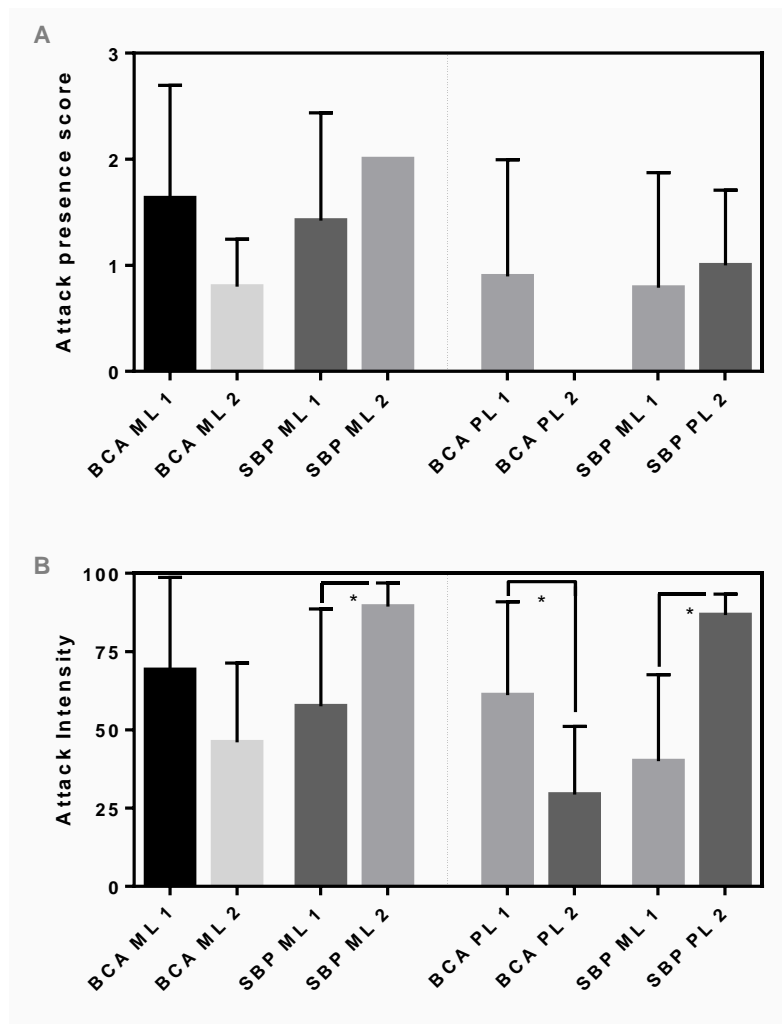 A
Attack presence score
3
2
1
0
BCA ML 1
BCA ML 2
SBP ML 1
SBP ML 2
BCA PL 1
BCA PL 2
SBP ML 1
SBP PL 2
B
Attack Intensity
100
75
50
25
0
*
*
*
BCA ML 1
BCA ML 2
SBP ML 1
SBP ML 2
BCA PL 1
BCA PL 2
SBP ML 1
SBP PL 2